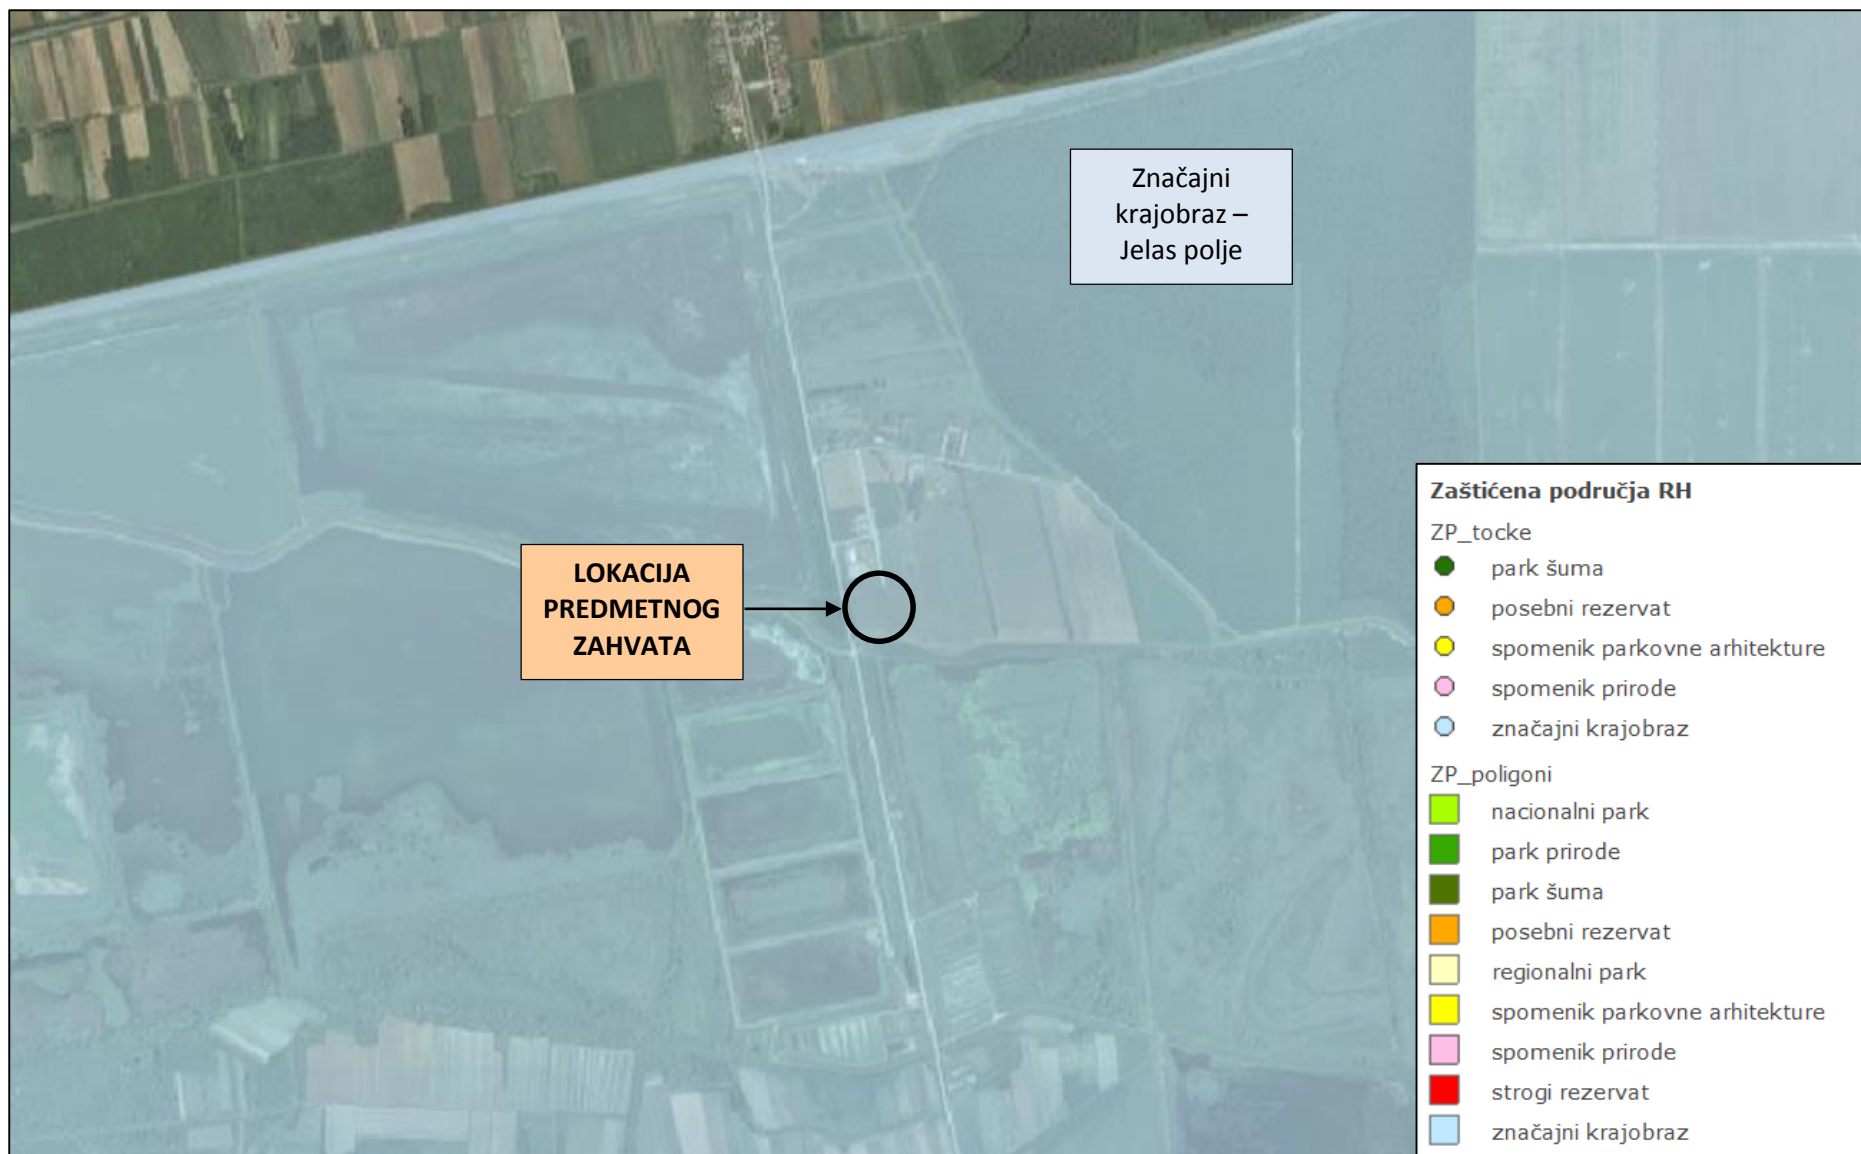 Značajni
krajobraz –
Jelas polje
LOKACIJA
PREDMETNOG
ZAHVATA
Zaštićena područja RH
ZP_tocke
park šuma
posebni rezervat
spomenik parkovne arhitekture
spomenik prirode
značajni krajobraz
ZP_poligoni
nacionalni park
park prirode
park šuma
posebni rezervat
regionalni park
spomenik parkovne arhitekture
spomenik prirode
strogi rezervat
značajni krajobraz